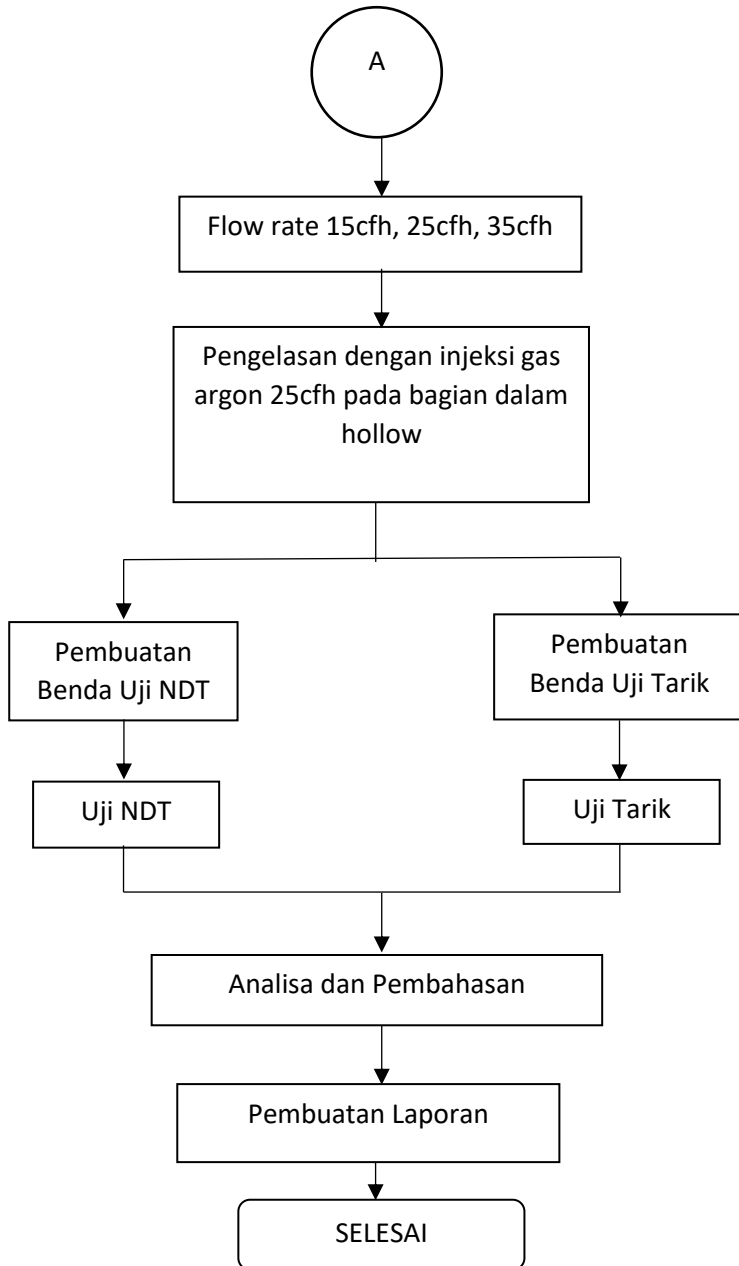 A
Flow rate 15cfh, 25cfh, 35cfh
Pengelasan dengan injeksi gas
argon 25cfh pada bagian dalam
hollow
Pembuatan
Benda Uji NDT
Pembuatan
Benda Uji Tarik
Uji NDT
Uji Tarik
Analisa dan Pembahasan
Pembuatan Laporan
SELESAI